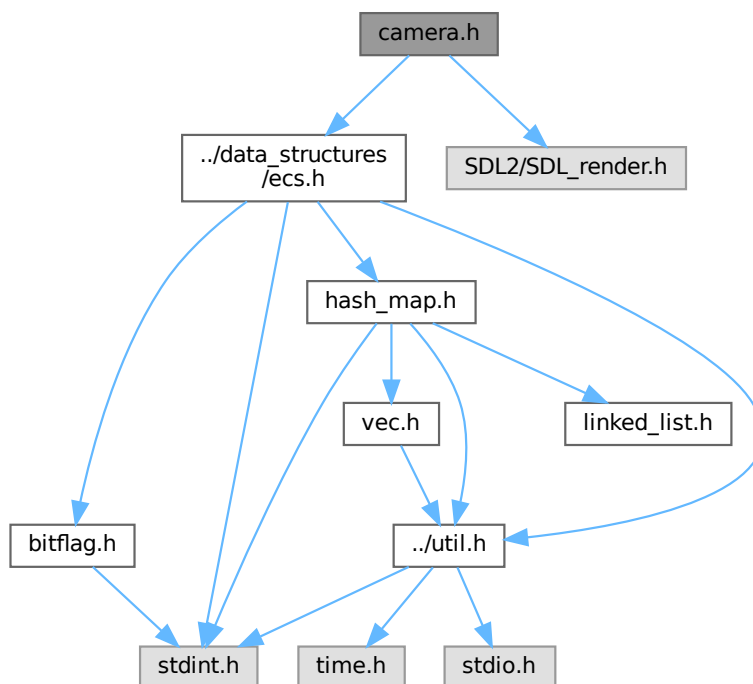 camera.h
../data_structures
/ecs.h
SDL2/SDL_render.h
hash_map.h
vec.h
linked_list.h
bitflag.h
../util.h
stdint.h
time.h
stdio.h